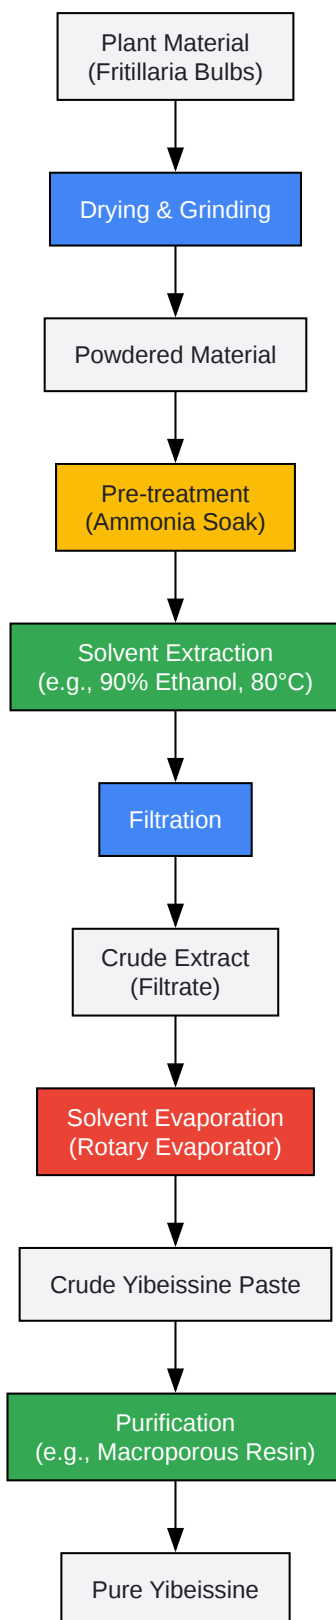 Plant Material
(Fritillaria Bulbs)
Drying & Grinding
Powdered Material
Pre-treatment
(Ammonia Soak)
Solvent Extraction
(e.g., 90% Ethanol, 80°C)
Filtration
Crude Extract
(Filtrate)
Solvent Evaporation
(Rotary Evaporator)
Crude Yibeissine Paste
Purification
(e.g., Macroporous Resin)
Pure Yibeissine